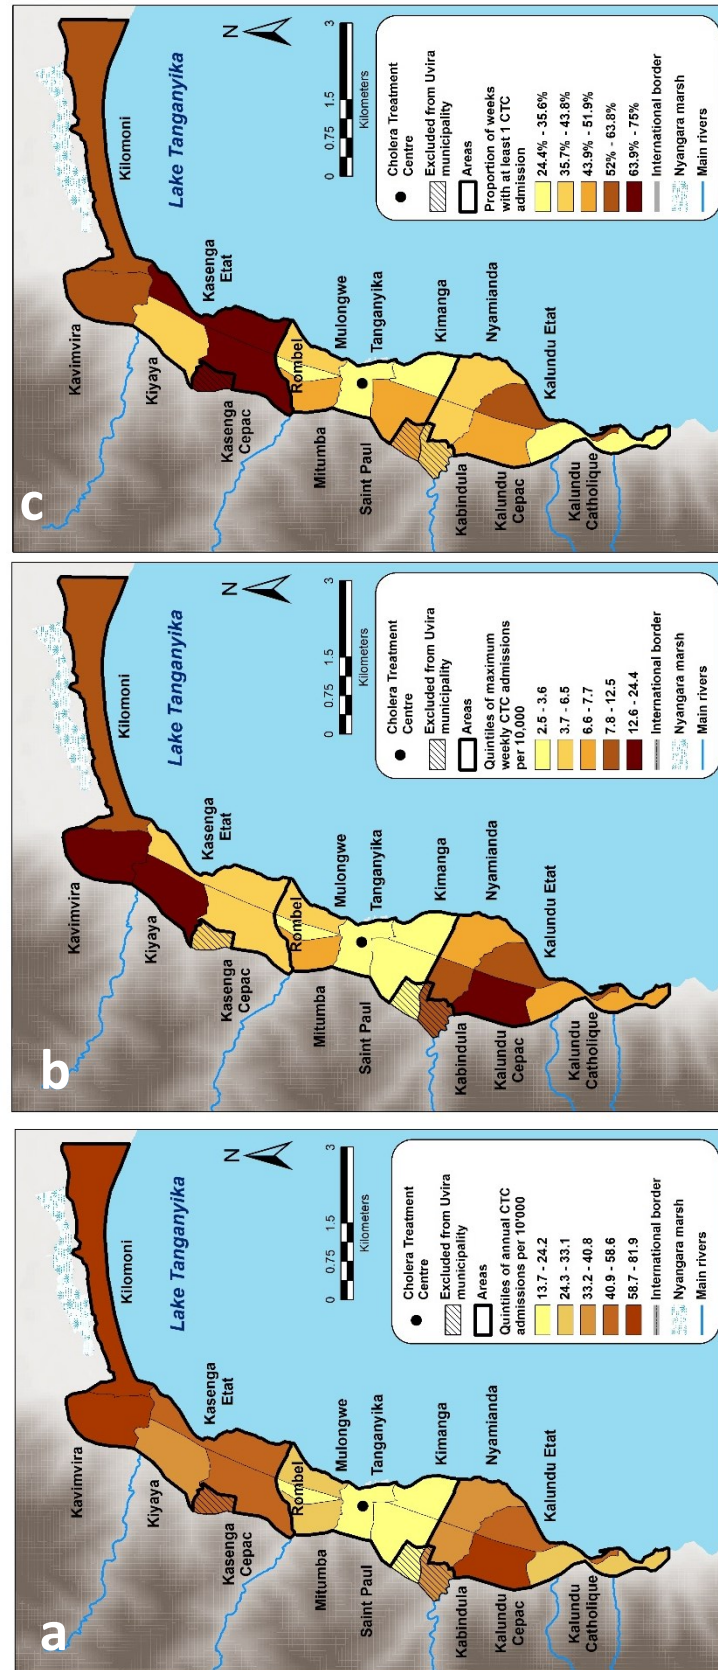 a
Kavimvira
Kiyaya
Kilomoni
Lake Tanganyika
Kasenga
Etat
Kasenga
Cepac
Rombel
Mitumba
Mulongwe
Saint Paul
Tanganyika
Kimanga
Kabindula
Nyamianda
Kalundu
Cepac
Kalundu Etat
Kalundu
Catholique
N
0 0.75 1.5 3
Kilometers
Cholera Treatment
Centre
Excluded from Uvira
municipality
Areas
Quintiles of annual CTC
admissions per 10'000
13.7 - 24.2
24.3 - 33.1
33.2 - 40.8
40.9 - 58.6
58.7 - 81.9
International border
Nyangara marsh
Main rivers
b
Kavimvira
Kiyaya
Kilomoni
Lake Tanganyika
Kasenga
Etat
Kasenga
Cepac
Rombel
Mitumba
Mulongwe
Saint Paul
Tanganyika
Kimanga
Kabindula
Nyamianda
Kalundu
Cepac
Kalundu Etat
Kalundu
Catholique
N
0 0.75 1.5 3
Kilometers
Cholera Treatment
Centre
Excluded from Uvira
municipality
Areas
Quintiles of maximum
weekly CTC admissions
per 10,000
2.5 - 3.6
3.7 - 6.5
6.6 - 7.7
7.8 - 12.5
12.6 - 24.4
International border
Nyangara marsh
Main rivers
c
Kavimvira
Kiyaya
Kilomoni
Lake Tanganyika
Kasenga
Etat
Kasenga
Cepac
Rombel
Mitumba
Mulongwe
Saint Paul
Tanganyika
Kimanga
Kabindula
Nyamianda
Kalundu
Cepac
Kalundu Etat
Kalundu
Catholique
N
0 0.75 1.5 3
Kilometers
Cholera Treatment
Centre
Excluded from Uvira
municipality
Areas
Proportion of weeks
with at least 1 CTC
admission
24.4% - 35.6%
35.7% - 43.8%
43.9% - 51.9%
52% - 63.8%
63.9% - 75%
International border
Nyangara marsh
Main rivers